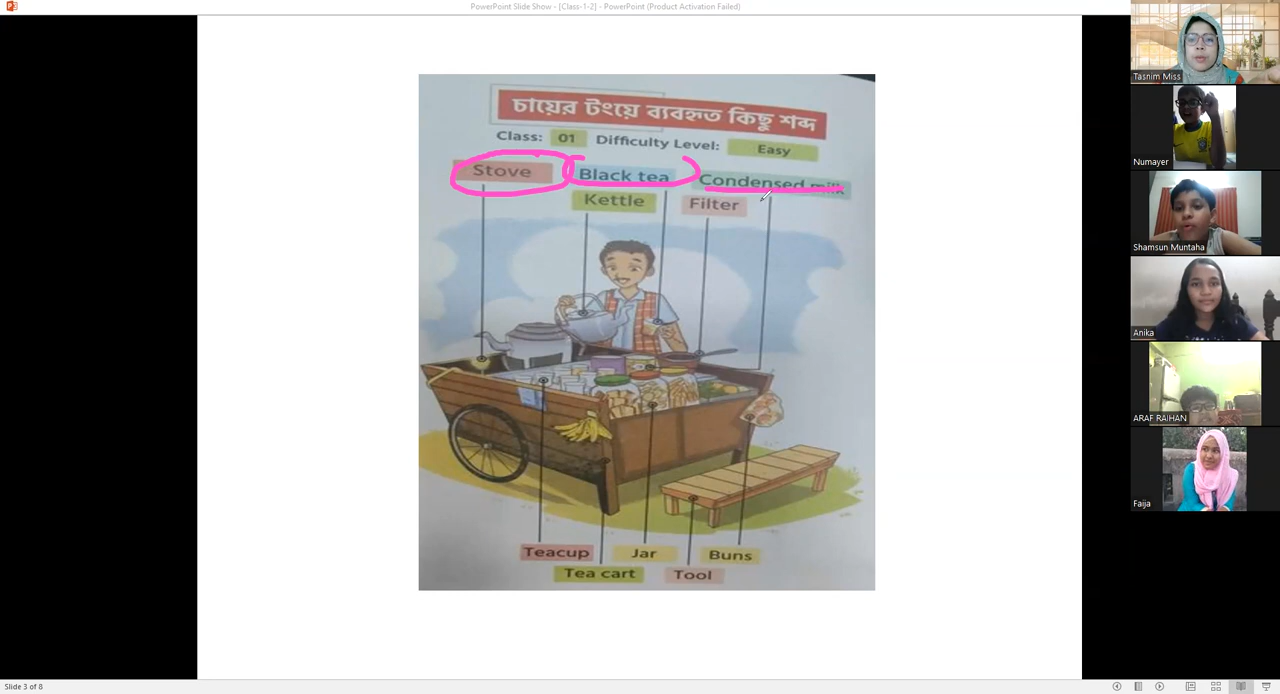 PowerPoint Slide Show - [Class-1-2] - PowerPoint (Product Activation Failed)
চায়ের টংয়ে ব্যবহৃত কিছু শব্দ
Class: 01 Difficulty Level: Easy
Stove Black tea Condensed milk
Kettle Filter
Teacup Jar Buns
Tea cart Tool
Tasnim Miss
Numayer
Shamsun Muntaha
Anika
ARAF RAIHAN
Faija
Slide 3 of 8